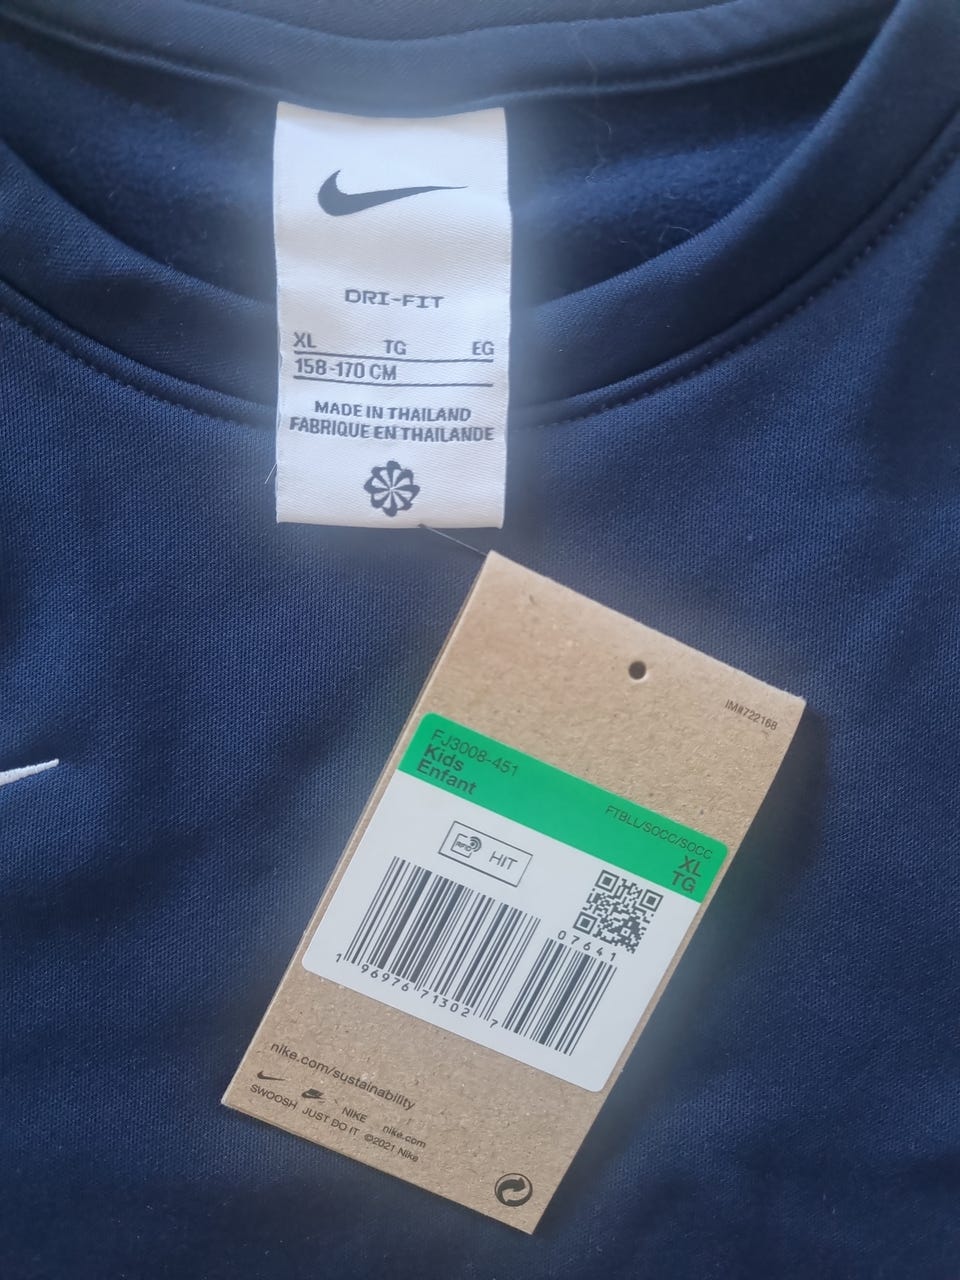 DRI-FIT
XL TG EG
158-170 CM
MADE IN THAILAND
FABRIQUE EN THAILANDE
IM#722168
FJ3008-451
Kids
Enfant
FTBLL/SOCC/SOCC
XL
TG
RFID HIT
07641
1 96976 71302 7
nike.com/sustainability
NIKE nike.com
SWOOSH JUST DO IT ©2021 Nike